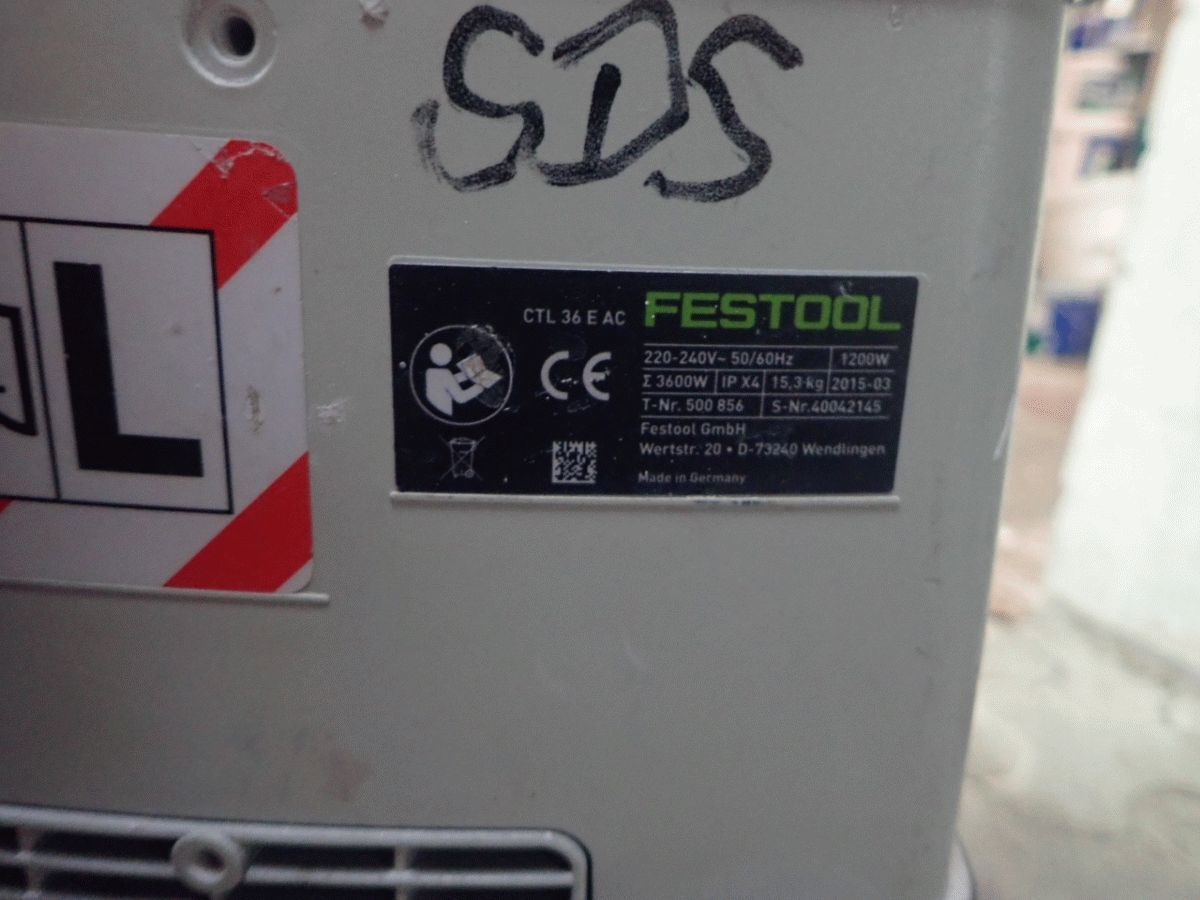 SDS
L
CTL 36 E AC
FESTOOL
CE
220-240V~ 50/60Hz 1200W
Σ 3600W IP X4 15,3 kg 2015-03
T-Nr. 500 856 S-Nr.40042145
Festool GmbH
Wertstr. 20 • D-73240 Wendlingen
Made in Germany